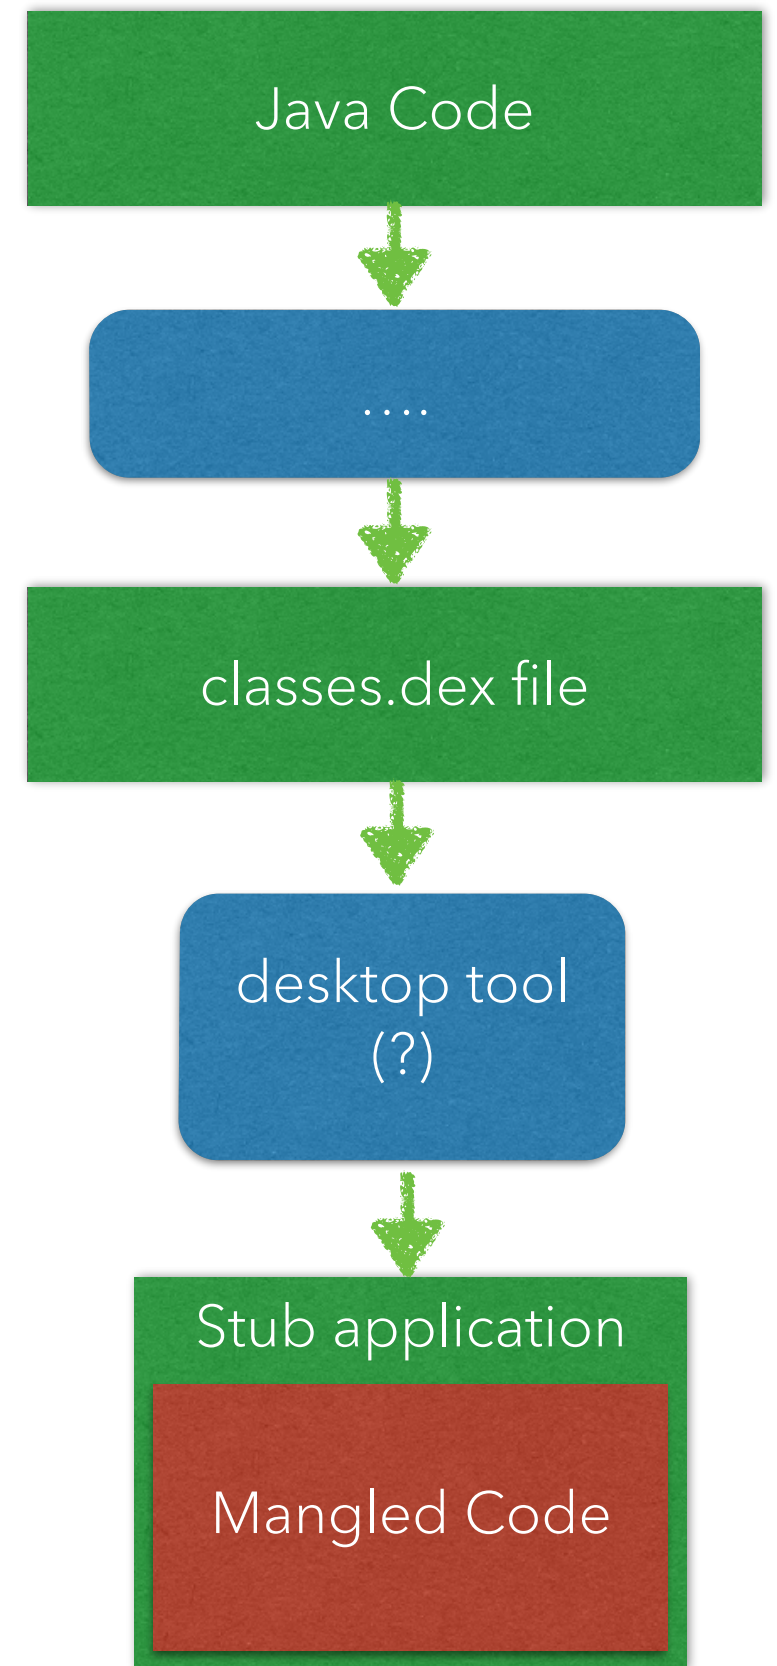 Java Code
....
classes.dex file
desktop tool
(?)
Stub application
Mangled Code